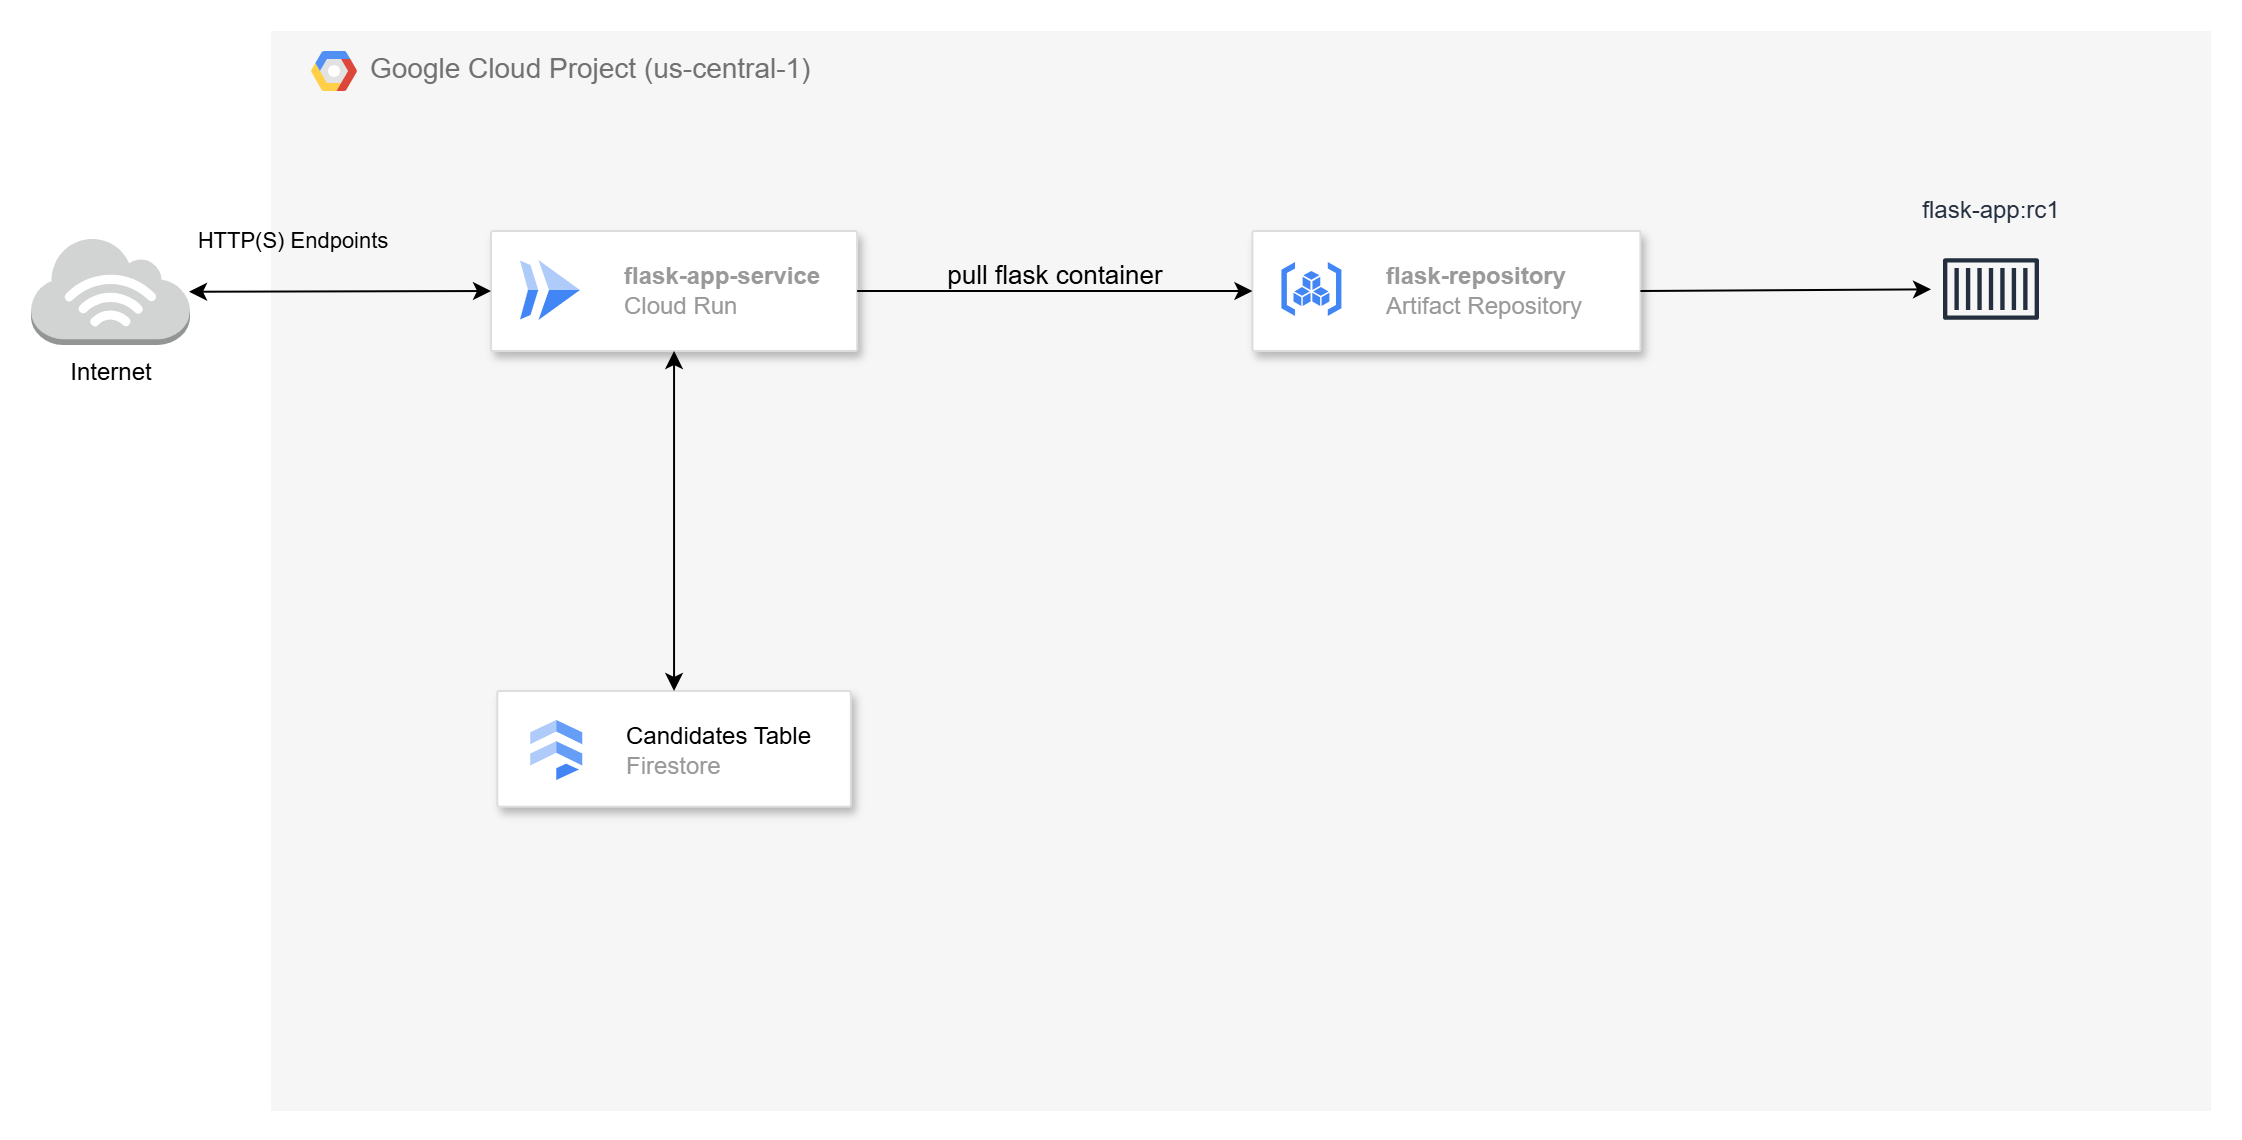 Google Cloud Project (us-central-1)
flask-app:rc1
HTTP(S) Endpoints
flask-app-service
Cloud Run
pull flask container
flask-repository
Artifact Repository
Internet
Candidates Table
Firestore